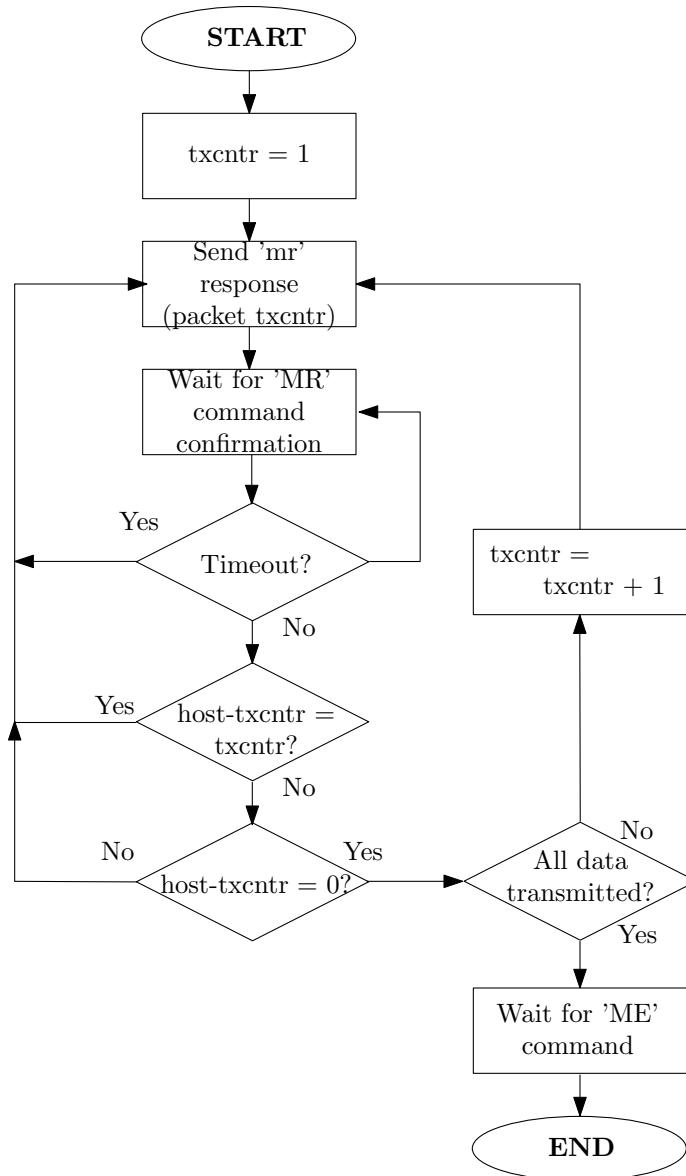 START
txcntr = 1
Send 'mr'
response
(packet txcntr)
Wait for 'MR'
command
confirmation
Yes
Timeout?
txcntr =
txcntr + 1
No
Yes
host-txcntr =
txcntr?
No
No
host-txcntr = 0?
Yes
No
All data
transmitted?
Yes
Wait for 'ME'
command
END